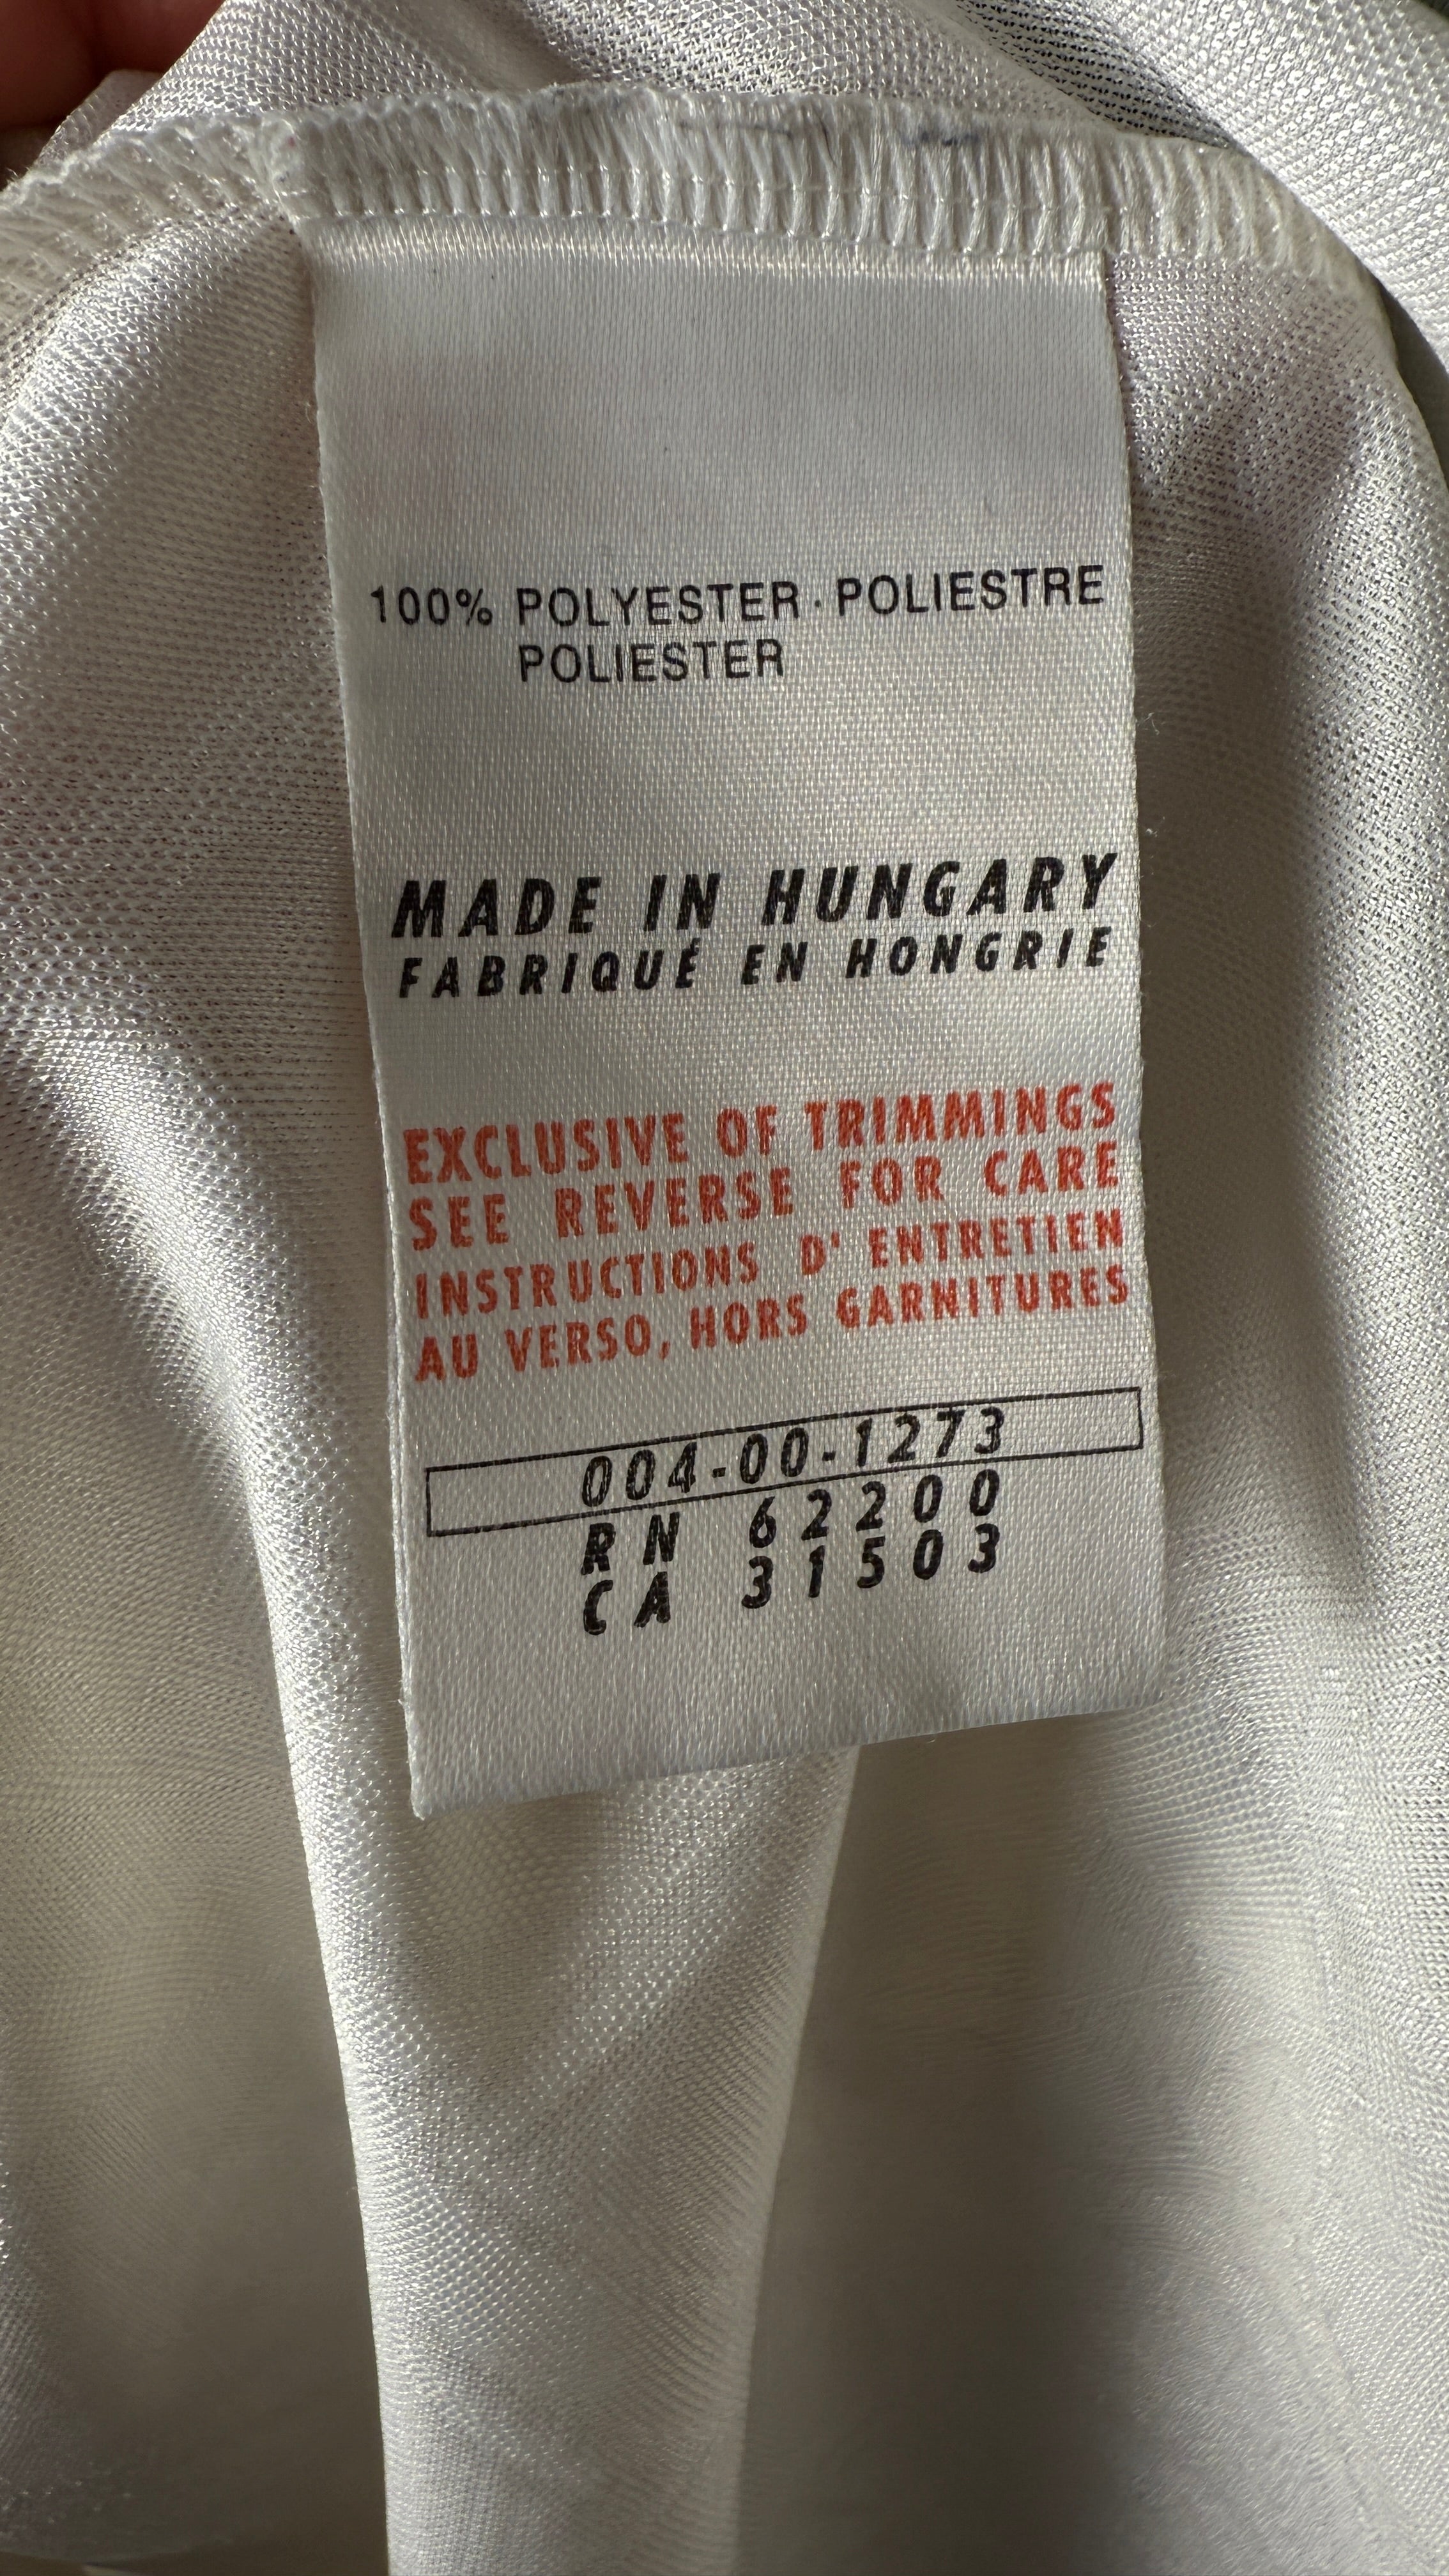 100% POLYESTER · POLIESTRE
POLIESTER
MADE IN HUNGARY
FABRIQUÉ EN HONGRIE
EXCLUSIVE OF TRIMMINGS
SEE REVERSE FOR CARE
INSTRUCTIONS D' ENTRETIEN
AU VERSO, HORS GARNITURES
004-00-1273
RN 62200
CA 31503